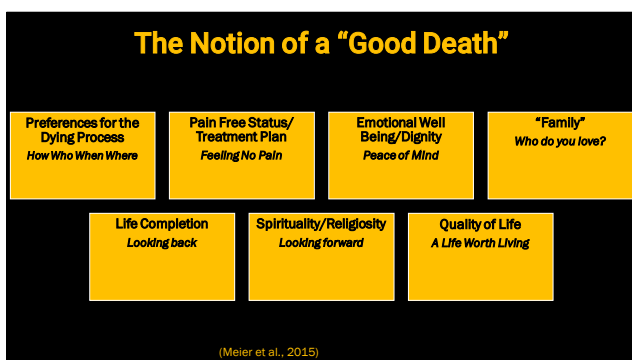 The Notion of a “Good Death”
Preferences for the
Dying Process
How Who When Where
Pain Free Status/
Treatment Plan
Feeling No Pain
Emotional Well
Being/Dignity
Peace of Mind
“Family”
Who do you love?
Life Completion
Looking back
Spirituality/Religiosity
Looking forward
Quality of Life
A Life Worth Living
(Meier et al., 2015)